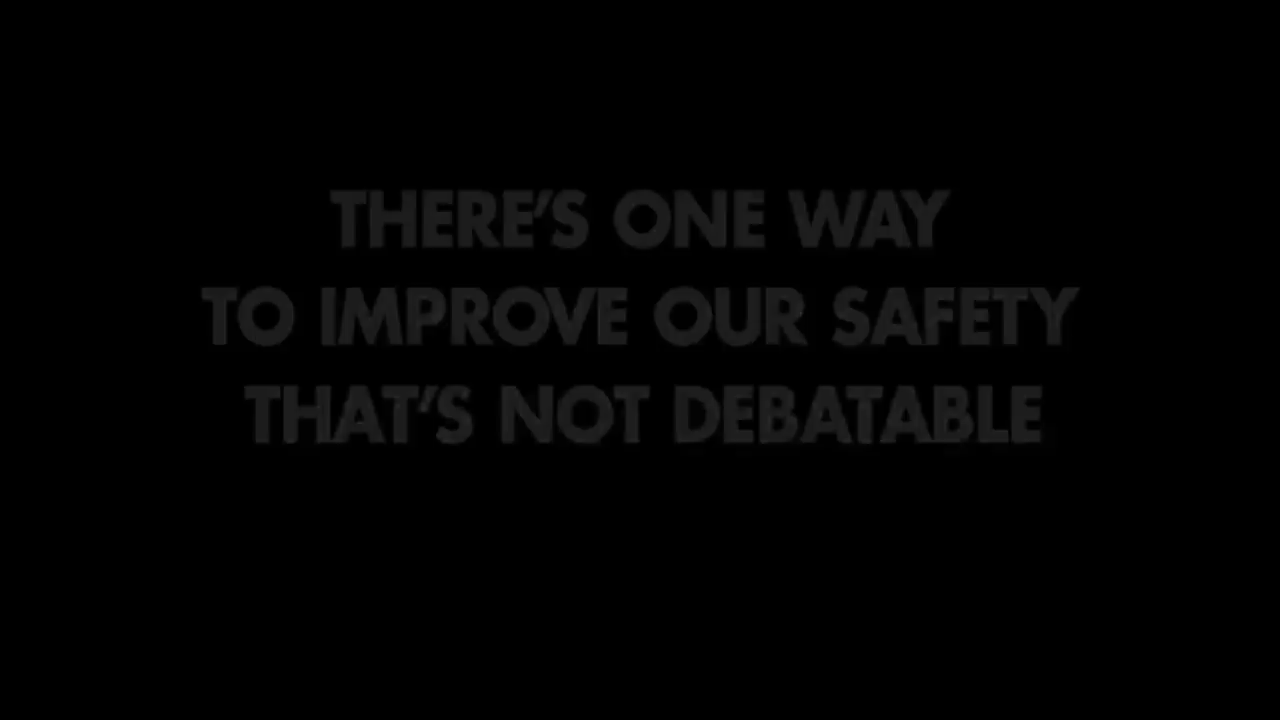 THERE’S ONE WAY
TO IMPROVE OUR SAFETY
THAT’S NOT DEBATABLE